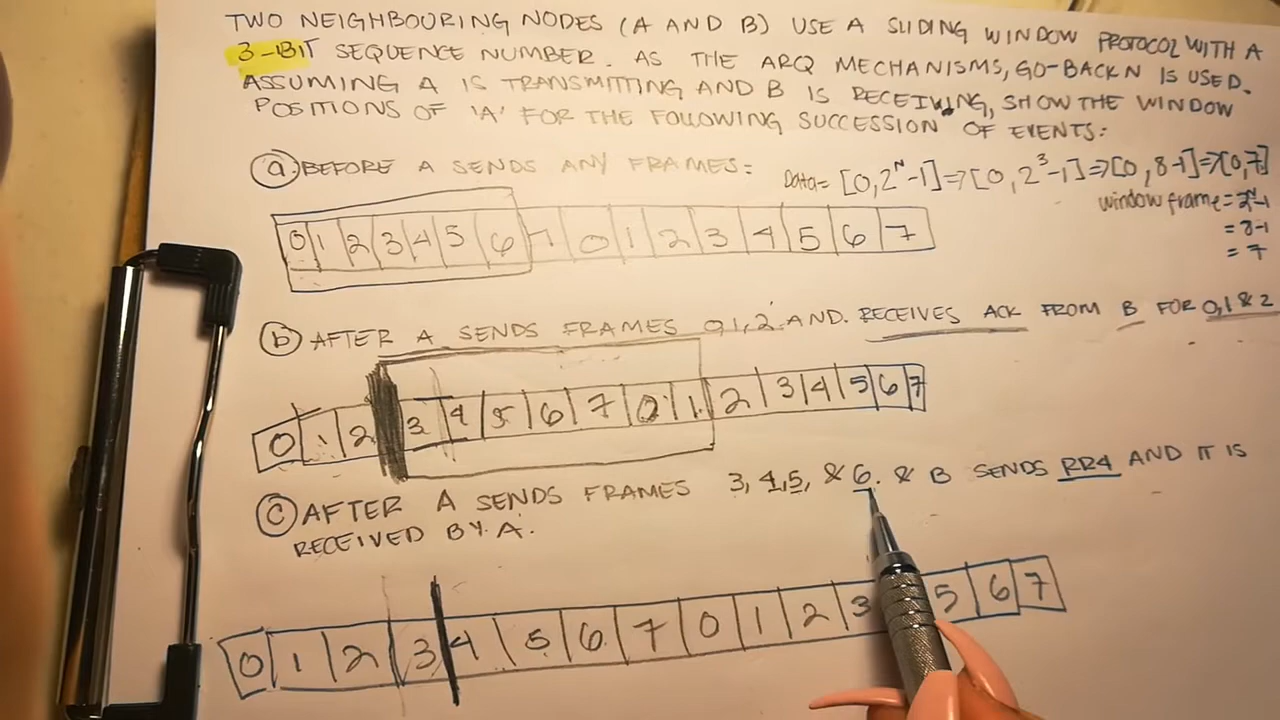 TWO NEIGHBOURING NODES (A AND B) USE A SLIDING WINDOW PROTOCOL WITH A
3-BIT SEQUENCE NUMBER. AS THE ARQ MECHANISMS, GO-BACK N IS USED.
ASSUMING A IS TRANSMITTING AND B IS RECEIVING, SHOW THE WINDOW
POSITIONS OF 'A' FOR THE FOLLOWING SUCCESSION OF EVENTS:
a) BEFORE A SENDS ANY FRAMES:
Data= [0, 2^N-1] => [0, 2^3-1] => [0, 8-1] => [0, 7]
window frame = 2^N-1
= 8-1
= 7
0 1 2 3 4 5 6 7 0 1 2 3 4 5 6 7
b) AFTER A SENDS FRAMES 0,1,2 AND RECEIVES ACK FROM B FOR 0,1 & 2
0 1 2 3 4 5 6 7 0 1 2 3 4 5 6 7
c) AFTER A SENDS FRAMES 3, 4, 5, & 6. & B SENDS RR4 AND IT IS
RECEIVED BY A.
0 1 2 3 4 5 6 7 0 1 2 3 5 6 7